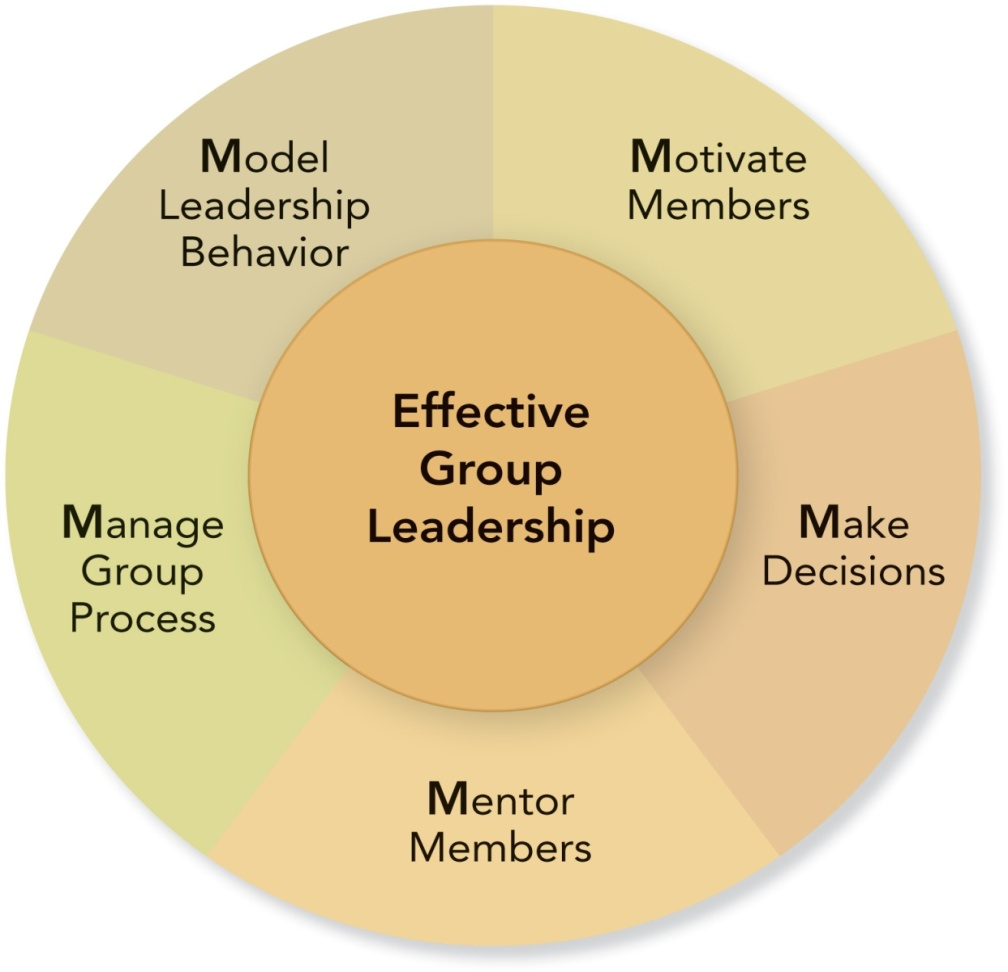 Model
Leadership
Behavior
Motivate
Members
Effective
Group
Leadership
Manage
Group
Process
Make
Decisions
Mentor
Members